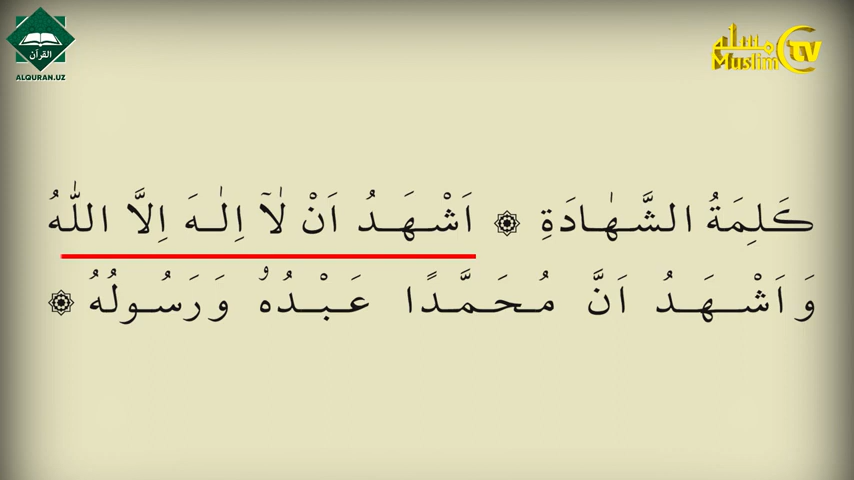 القرآن
ALQURAN.UZ
مسلم
Muslim TV
كَلِمَةُ الشَّهٰادَةِ ۞ اَشْهَدُ اَنْ لٰٓا اِلٰهَ اِلَّا اللّٰهُ
وَاَشْهَدُ اَنَّ مُحَمَّدًا عَبْدُهُ وَرَسُولُهُ ۞